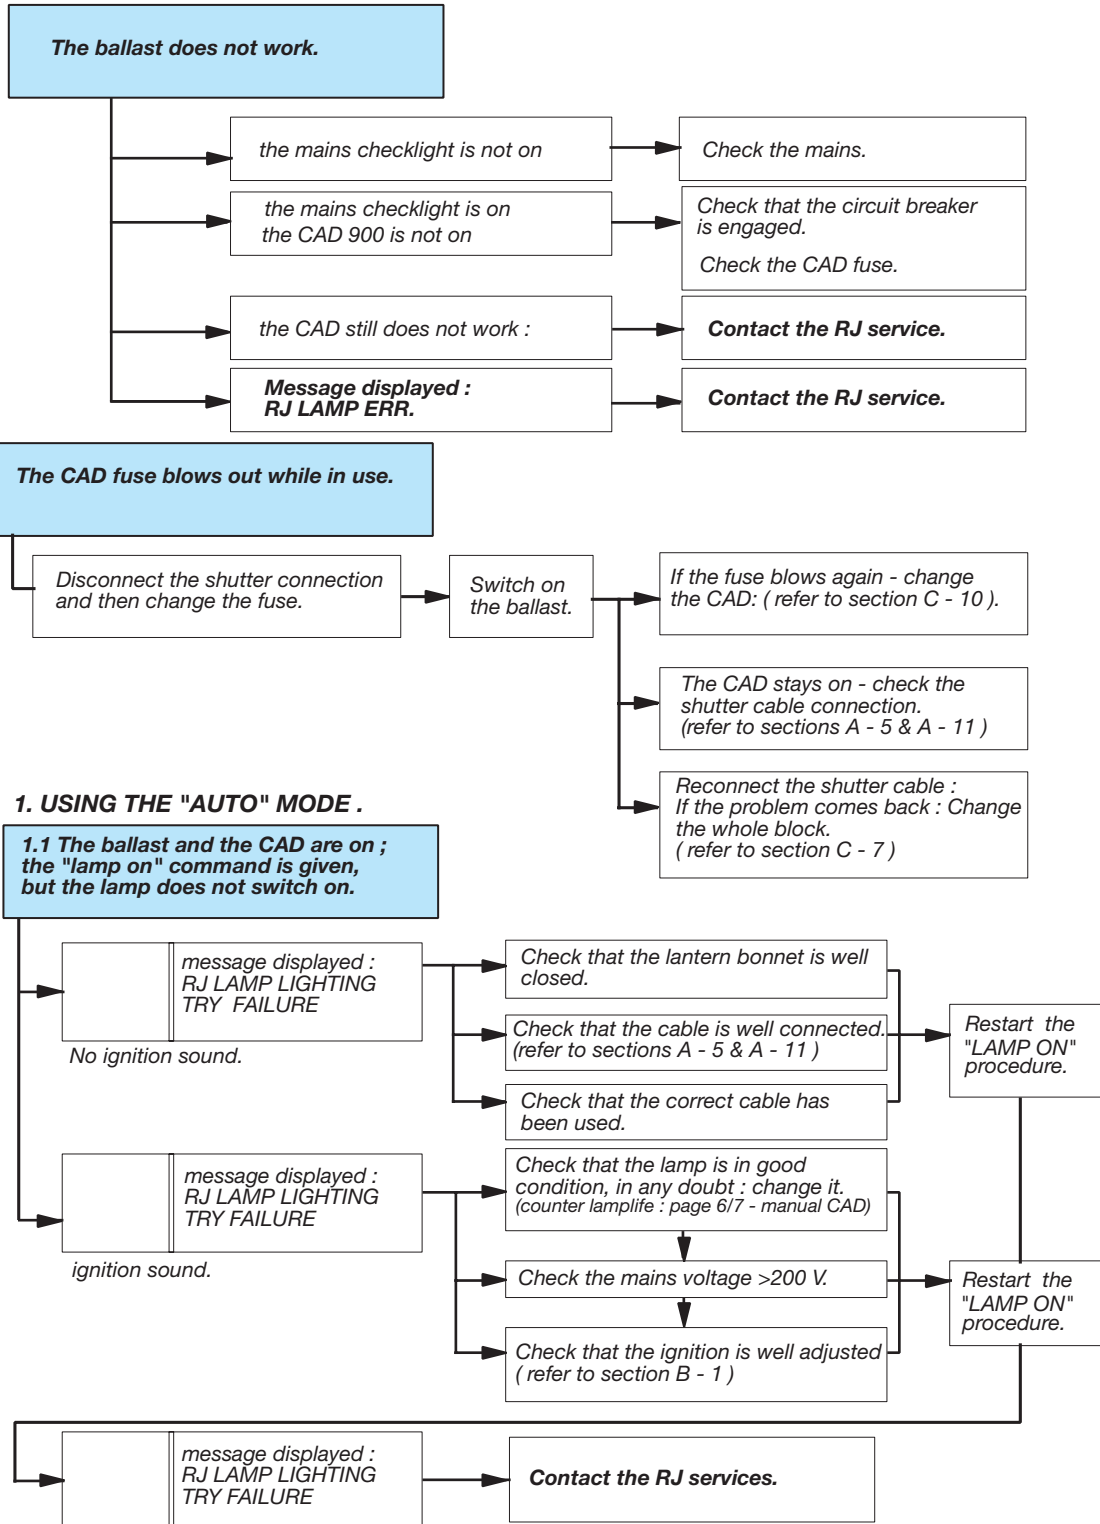 The ballast does not work.
the mains checklight is not on
Check the mains.
the mains checklight is on
the CAD 900 is not on
Check that the circuit breaker
is engaged.
Check the CAD fuse.
the CAD still does not work :
Contact the RJ service.
Message displayed :
RJ LAMP ERR.
Contact the RJ service.
The CAD fuse blows out while in use.
Disconnect the shutter connection
and then change the fuse.
Switch on
the ballast.
If the fuse blows again - change
the CAD: ( refer to section C - 10 ).
The CAD stays on - check the
shutter cable connection.
(refer to sections A - 5 & A - 11 )
Reconnect the shutter cable :
If the problem comes back : Change
the whole block.
( refer to section C - 7 )
1. USING THE "AUTO" MODE .
1.1 The ballast and the CAD are on ;
the "lamp on" command is given,
but the lamp does not switch on.
message displayed :
RJ LAMP LIGHTING
TRY FAILURE
No ignition sound.
Check that the lantern bonnet is well
closed.
Check that the cable is well connected.
(refer to sections A - 5 & A - 11 )
Check that the correct cable has
been used.
Restart the
"LAMP ON"
procedure.
message displayed :
RJ LAMP LIGHTING
TRY FAILURE
ignition sound.
Check that the lamp is in good
condition, in any doubt : change it.
(counter lamplife : page 6/7 - manual CAD)
Check the mains voltage >200 V.
Check that the ignition is well adjusted
( refer to section B - 1 )
Restart the
"LAMP ON"
procedure.
message displayed :
RJ LAMP LIGHTING
TRY FAILURE
Contact the RJ services.